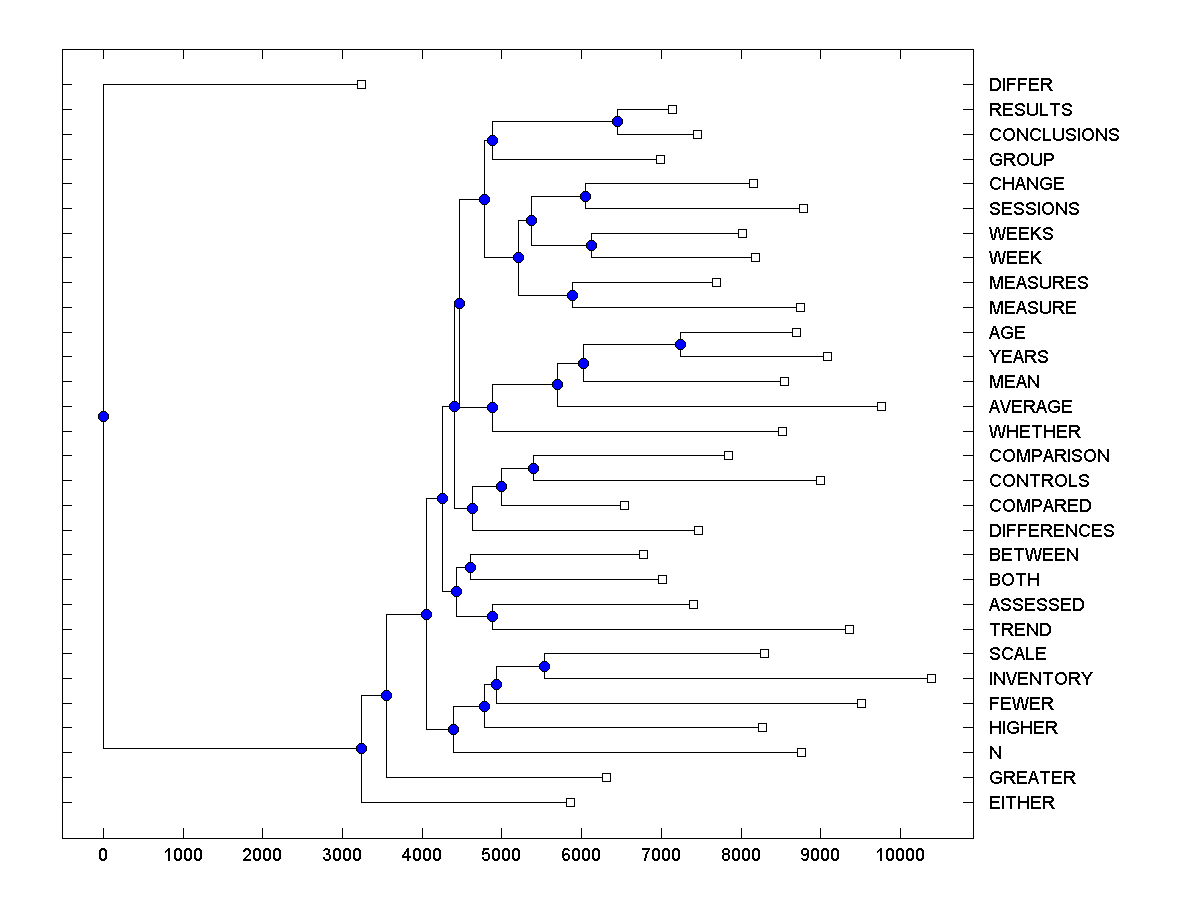 DIFFER
RESULTS
CONCLUSIONS
GROUP
CHANGE
SESSIONS
WEEKS
WEEK
MEASURES
MEASURE
AGE
YEARS
MEAN
AVERAGE
WHETHER
COMPARISON
CONTROLS
COMPARED
DIFFERENCES
BETWEEN
BOTH
ASSESSED
TREND
SCALE
INVENTORY
FEWER
HIGHER
N
GREATER
EITHER
0 1000 2000 3000 4000 5000 6000 7000 8000 9000 10000